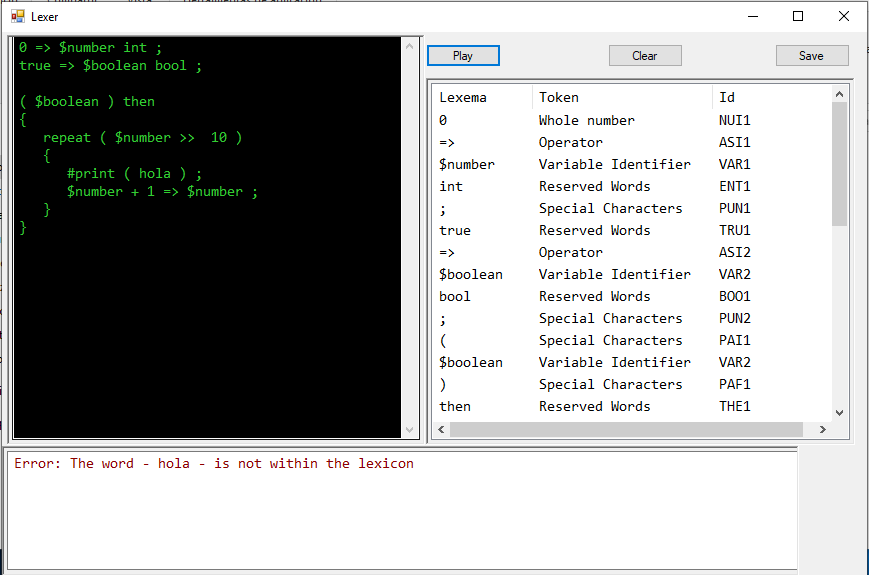 Lexer
0 => $number int ;
true => $boolean bool ;
( $boolean ) then
{
repeat ( $number >>  10 )
{
#print ( hola ) ;
$number + 1 => $number ;
}
}
Play
Clear
Save
Lexema Token Id
0 Whole number NUI1
=> Operator ASI1
$number Variable Identifier VAR1
int Reserved Words ENT1
; Special Characters PUN1
true Reserved Words TRU1
=> Operator ASI2
$boolean Variable Identifier VAR2
bool Reserved Words BOO1
; Special Characters PUN2
( Special Characters PAI1
$boolean Variable Identifier VAR2
) Special Characters PAF1
then Reserved Words THE1
Error: The word - hola - is not within the lexicon